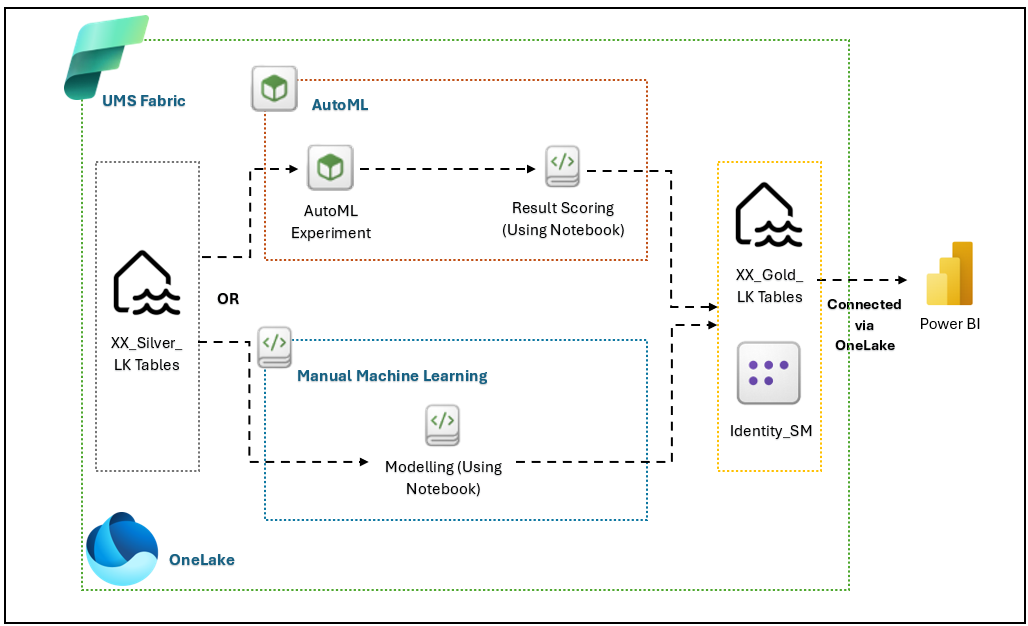 UMS Fabric
AutoML
AutoML
Experiment
Result Scoring
(Using Notebook)
XX_Silver_
LK Tables
OR
Manual Machine Learning
Modelling (Using
Notebook)
XX_Gold_
LK Tables
Identity_SM
Connected
via
OneLake
Power BI
OneLake